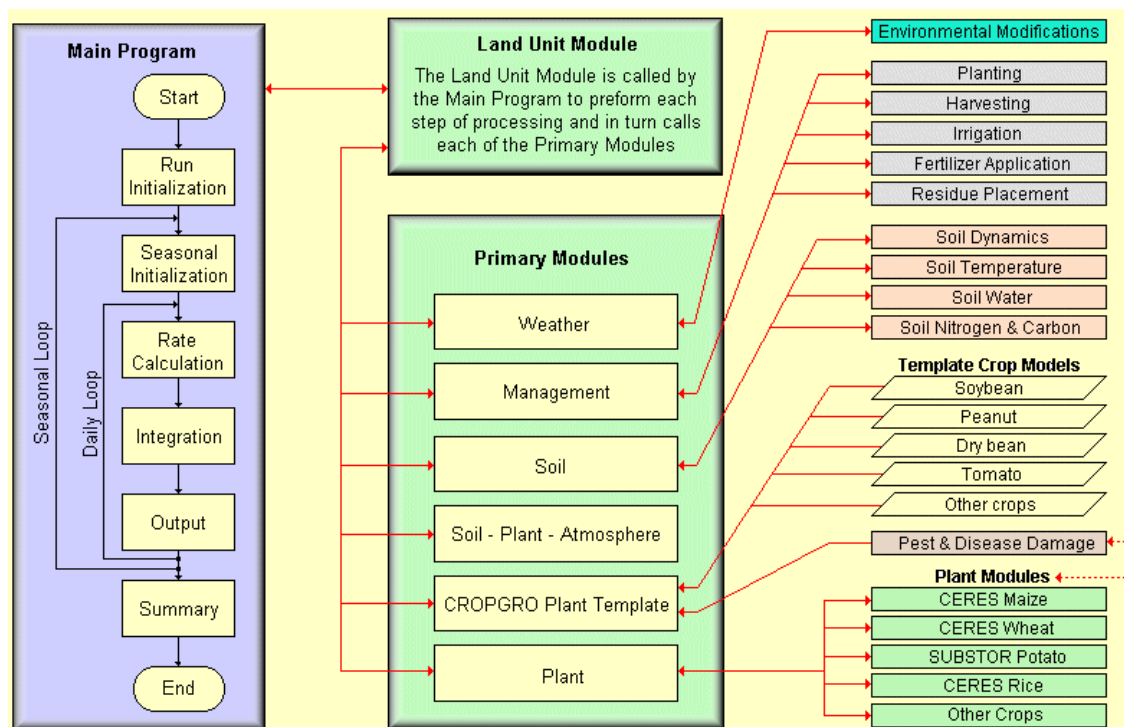 Main Program
Start
Run
Initialization
Seasonal
Initialization
Rate
Calculation
Integration
Output
Summary
End
Seasonal Loop
Daily Loop
Land Unit Module
The Land Unit Module is called by
the Main Program to preform each
step of processing and in turn calls
each of the Primary Modules
Primary Modules
Weather
Management
Soil
Soil - Plant - Atmosphere
CROPGRO Plant Template
Plant
Environmental Modifications
Planting
Harvesting
Irrigation
Fertilizer Application
Residue Placement
Soil Dynamics
Soil Temperature
Soil Water
Soil Nitrogen & Carbon
Template Crop Models
Soybean
Peanut
Dry bean
Tomato
Other crops
Pest & Disease Damage
Plant Modules
CERES Maize
CERES Wheat
SUBSTOR Potato
CERES Rice
Other Crops